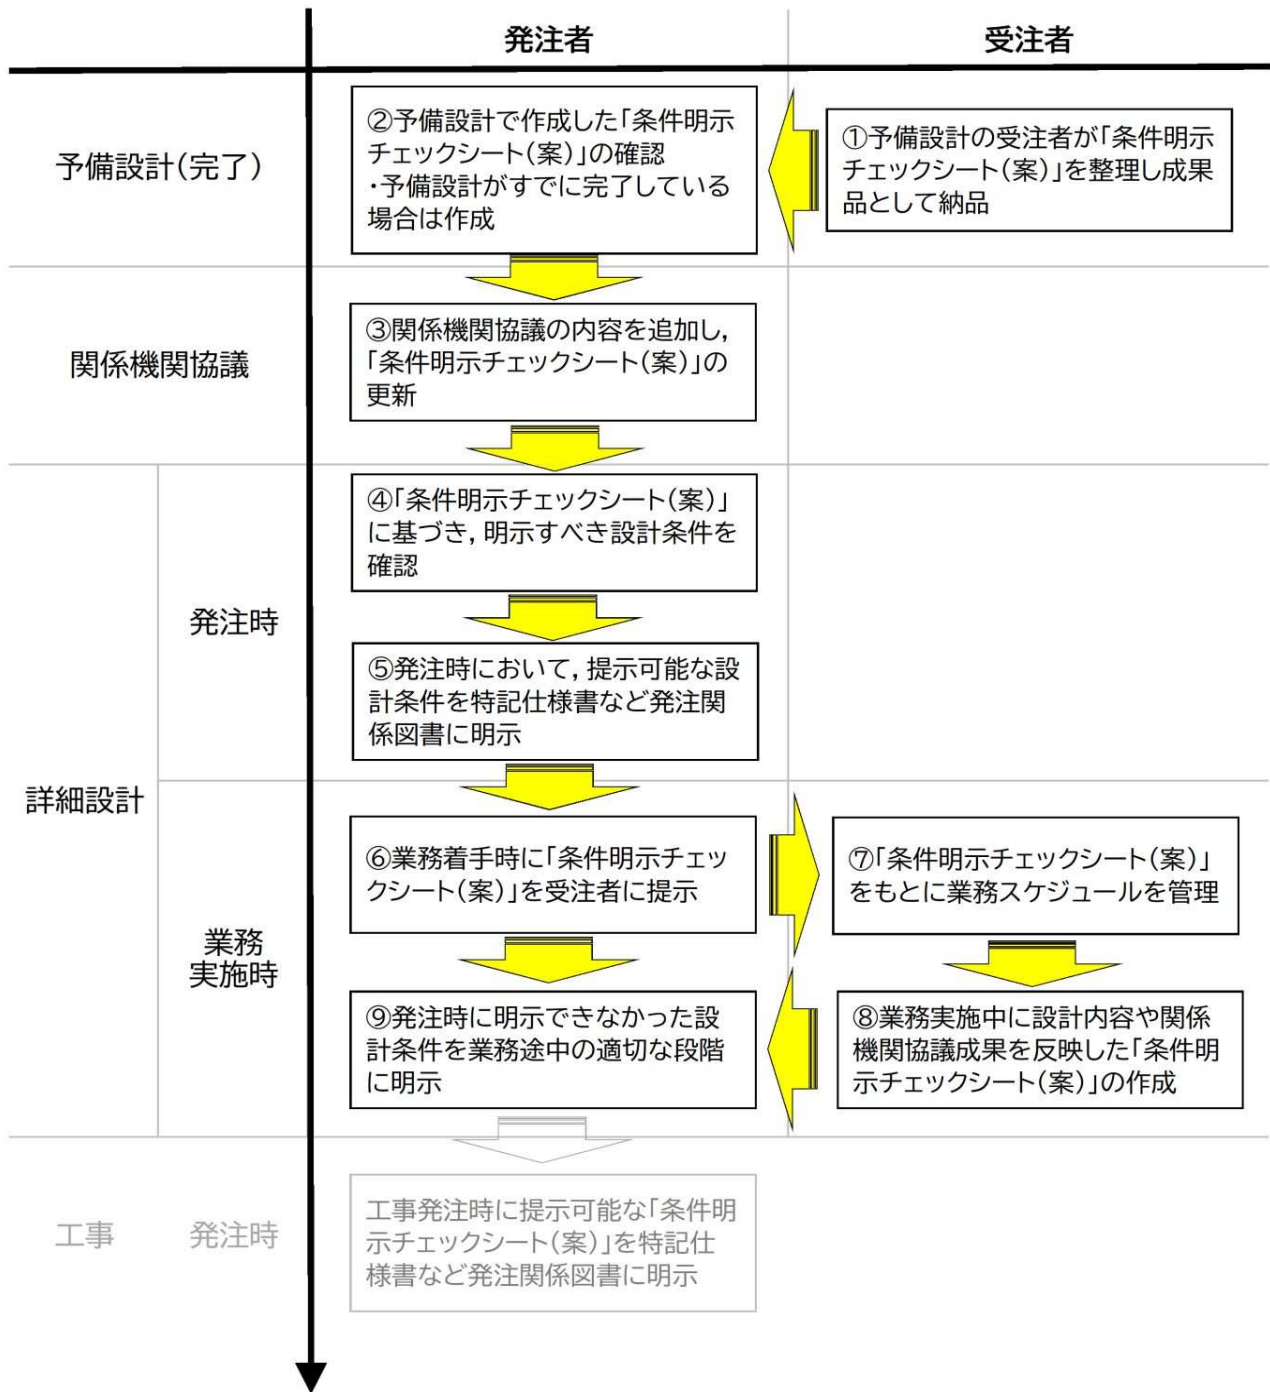 発注者
受注者
予備設計(完了)
②予備設計で作成した「条件明示
チェックシート(案)」の確認
・予備設計がすでに完了している
場合は作成
①予備設計の受注者が「条件明示
チェックシート(案)」を整理し成果
品として納品
関係機関協議
③関係機関協議の内容を追加し,
「条件明示チェックシート(案)」の
更新
詳細設計
発注時
④「条件明示チェックシート(案)」
に基づき,明示すべき設計条件を
確認
⑤発注時において,提示可能な設
計条件を特記仕様書など発注関
係図書に明示
業務
実施時
⑥業務着手時に「条件明示チェッ
クシート(案)」を受注者に提示
⑦「条件明示チェックシート(案)」
をもとに業務スケジュールを管理
⑨発注時に明示できなかった設
計条件を業務途中の適切な段階
に明示
⑧業務実施中に設計内容や関係
機関協議成果を反映した「条件明
示チェックシート(案)」の作成
工事
発注時
工事発注時に提示可能な「条件明
示チェックシート(案)」を特記仕
様書など発注関係図書に明示